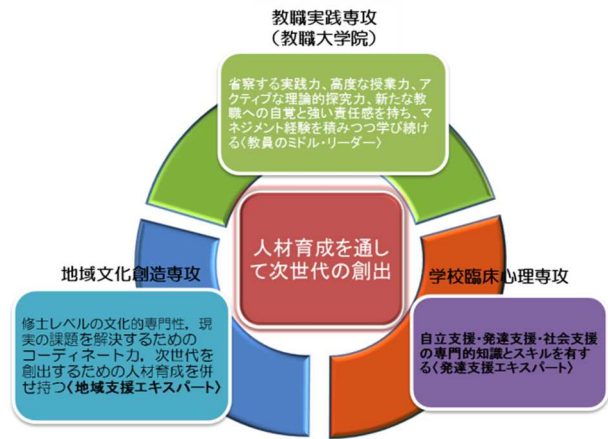 教職実践専攻
(教職大学院)
省察する実践力、高度な授業力、ア
クティブな理論的探究力、新たな教
職への自覚と強い責任感を持ち、マ
ネジメント経験を積みつつ学び続け
る〈教員のミドル・リーダー〉
人材育成を通し
て次世代の創出
地域文化創造専攻
修士レベルの文化的専門性，現
実の課題を解決するための
コーディネート力，次世代を
創出するための人材育成を併
せ持つ〈地域支援エキスパート〉
学校臨床心理専攻
自立支援・発達支援・社会支援
の専門的知識とスキルを有す
る〈発達支援エキスパート〉